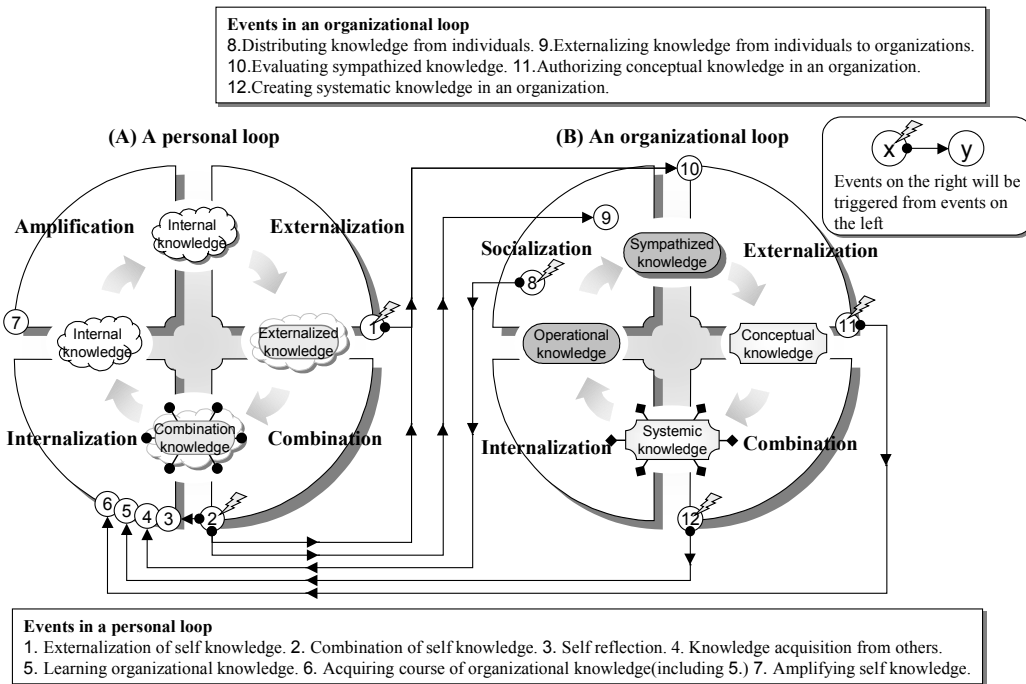 Events in an organizational loop
8.Distributing knowledge from individuals. 9.Externalizing knowledge from individuals to organizations.
10.Evaluating sympathized knowledge. 11.Authorizing conceptual knowledge in an organization.
12.Creating systematic knowledge in an organization.
(A) A personal loop
(B) An organizational loop
x
y
Events on the right will be
triggered from events on
the left
Amplification
Internal
knowledge
Externalization
7
1
Internal
knowledge
Externalized
knowledge
Internalization
Combination
knowledge
Combination
6
5
4
3
2
10
9
Socialization
Sympathized
knowledge
Externalization
8
11
Operational
knowledge
Conceptual
knowledge
Internalization
Systemic
knowledge
Combination
12
Events in a personal loop
1. Externalization of self knowledge. 2. Combination of self knowledge. 3. Self reflection. 4. Knowledge acquisition from others.
5. Learning organizational knowledge. 6. Acquiring course of organizational knowledge(including 5.) 7. Amplifying self knowledge.